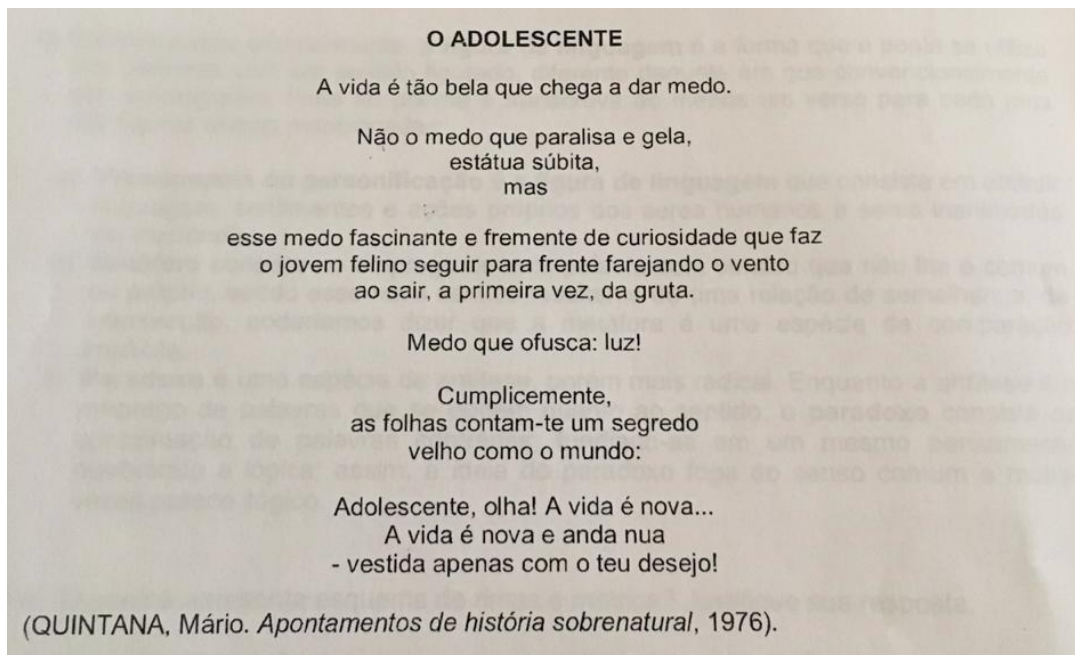 O ADOLESCENTE
A vida é tão bela que chega a dar medo.
Não o medo que paralisa e gela,
estátua súbita,
mas
esse medo fascinante e fremente de curiosidade que faz
o jovem felino seguir para frente farejando o vento
ao sair, a primeira vez, da gruta.
Medo que ofusca: luz!
Cumplicemente,
as folhas contam-te um segredo
velho como o mundo:
Adolescente, olha! A vida é nova...
A vida é nova e anda nua
- vestida apenas com o teu desejo!
(QUINTANA, Mário. Apontamentos de história sobrenatural, 1976).